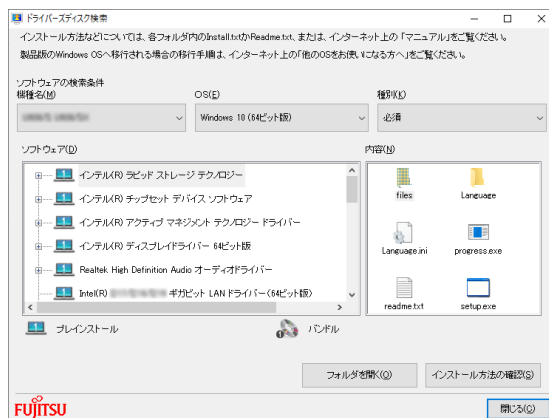 ドライバーズディスク検索
インストール方法などについては、各フォルダ内のInstall.txtかReadme.txt、または、インターネット上の「マニュアル」をご覧ください。
製品版のWindows OSへ移行される場合の移行手順は、インターネット上の「他のOSをお使いになる方へ」をご覧ください。
ソフトウェアの検索条件
機種名(M) OS(E) 種別(K)
Windows 10 (64ビット版) 必須
ソフトウェア(D) 内容(N)
インテル(R) ラピッド ストレージ テクノロジー
インテル(R) チップセット デバイス ソフトウェア
インテル(R) アクティブ マネジメント テクノロジー ドライバー
インテル(R) ディスプレイドライバー 64ビット版
Realtek High Definition Audio オーディオドライバー
Intel(R) ギガビット LANドライバー(64ビット版)
files Language
Language.ini progress.exe
readme.txt setup.exe
プレインストール バンドル
フォルダを開く(O) インストール方法の確認(S)
FUJITSU 閉じる(C)